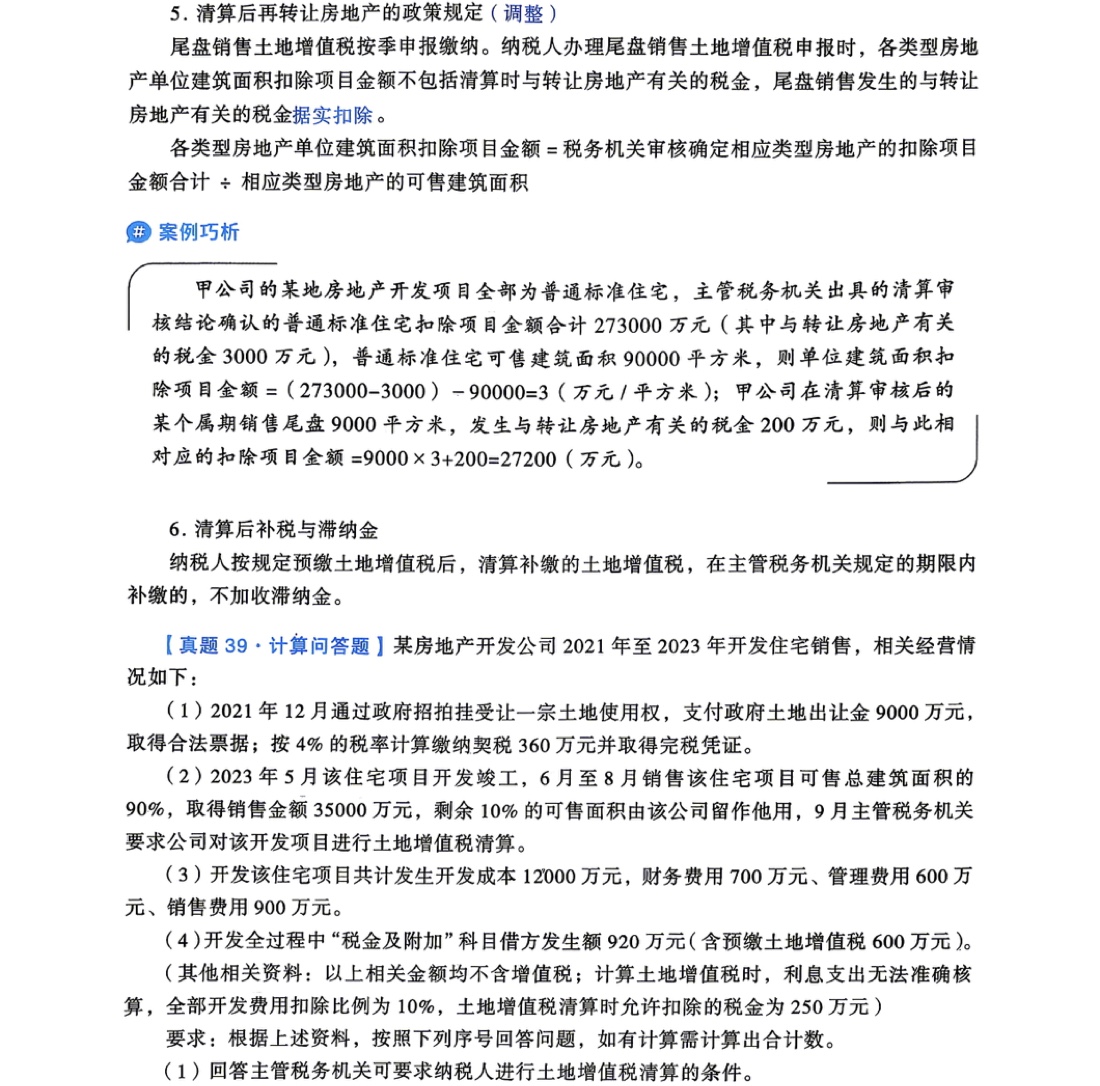 5. 清算后再转让房地产的政策规定（调整）
尾盘销售土地增值税按季申报缴纳。纳税人办理尾盘销售土地增值税申报时，各类型房地
产单位建筑面积扣除项目金额不包括清算时与转让房地产有关的税金，尾盘销售发生的与转让
房地产有关的税金据实扣除。
各类型房地产单位建筑面积扣除项目金额＝税务机关审核确定相应类型房地产的扣除项目
金额合计 ÷ 相应类型房地产的可售建筑面积
# 案例巧析
甲公司的某地房地产开发项目全部为普通标准住宅，主管税务机关出具的清算审
核结论确认的普通标准住宅扣除项目金额合计 273000 万元（其中与转让房地产有关
的税金 3000 万元），普通标准住宅可售建筑面积 90000 平方米，则单位建筑面积扣
除项目金额 =（273000–3000）– 90000=3（万元 / 平方米）；甲公司在清算审核后的
某个属期销售尾盘 9000 平方米，发生与转让房地产有关的税金 200 万元，则与此相
对应的扣除项目金额 =9000×3+200=27200（万元）。
6. 清算后补税与滞纳金
纳税人按规定预缴土地增值税后，清算补缴的土地增值税，在主管税务机关规定的期限内
补缴的，不加收滞纳金。
【真题 39·计算问答题】某房地产开发公司 2021 年至 2023 年开发住宅销售，相关经营情
况如下：
（1）2021 年 12 月通过政府招拍挂受让一宗土地使用权，支付政府土地出让金 9000 万元，
取得合法票据；按 4% 的税率计算缴纳契税 360 万元并取得完税凭证。
（2）2023 年 5 月该住宅项目开发竣工，6 月至 8 月销售该住宅项目可售总建筑面积的
90%，取得销售金额 35000 万元，剩余 10% 的可售面积由该公司留作他用，9 月主管税务机关
要求公司对该开发项目进行土地增值税清算。
（3）开发该住宅项目共计发生开发成本 12000 万元，财务费用 700 万元、管理费用 600 万
元、销售费用 900 万元。
（4）开发全过程中“税金及附加”科目借方发生额 920 万元（含预缴土地增值税 600 万元）。
（其他相关资料：以上相关金额均不含增值税；计算土地增值税时，利息支出无法准确核
算，全部开发费用扣除比例为 10%，土地增值税清算时允许扣除的税金为 250 万元）
要求：根据上述资料，按照下列序号回答问题，如有计算需计算出合计数。
（1）回答主管税务机关可要求纳税人进行土地增值税清算的条件。